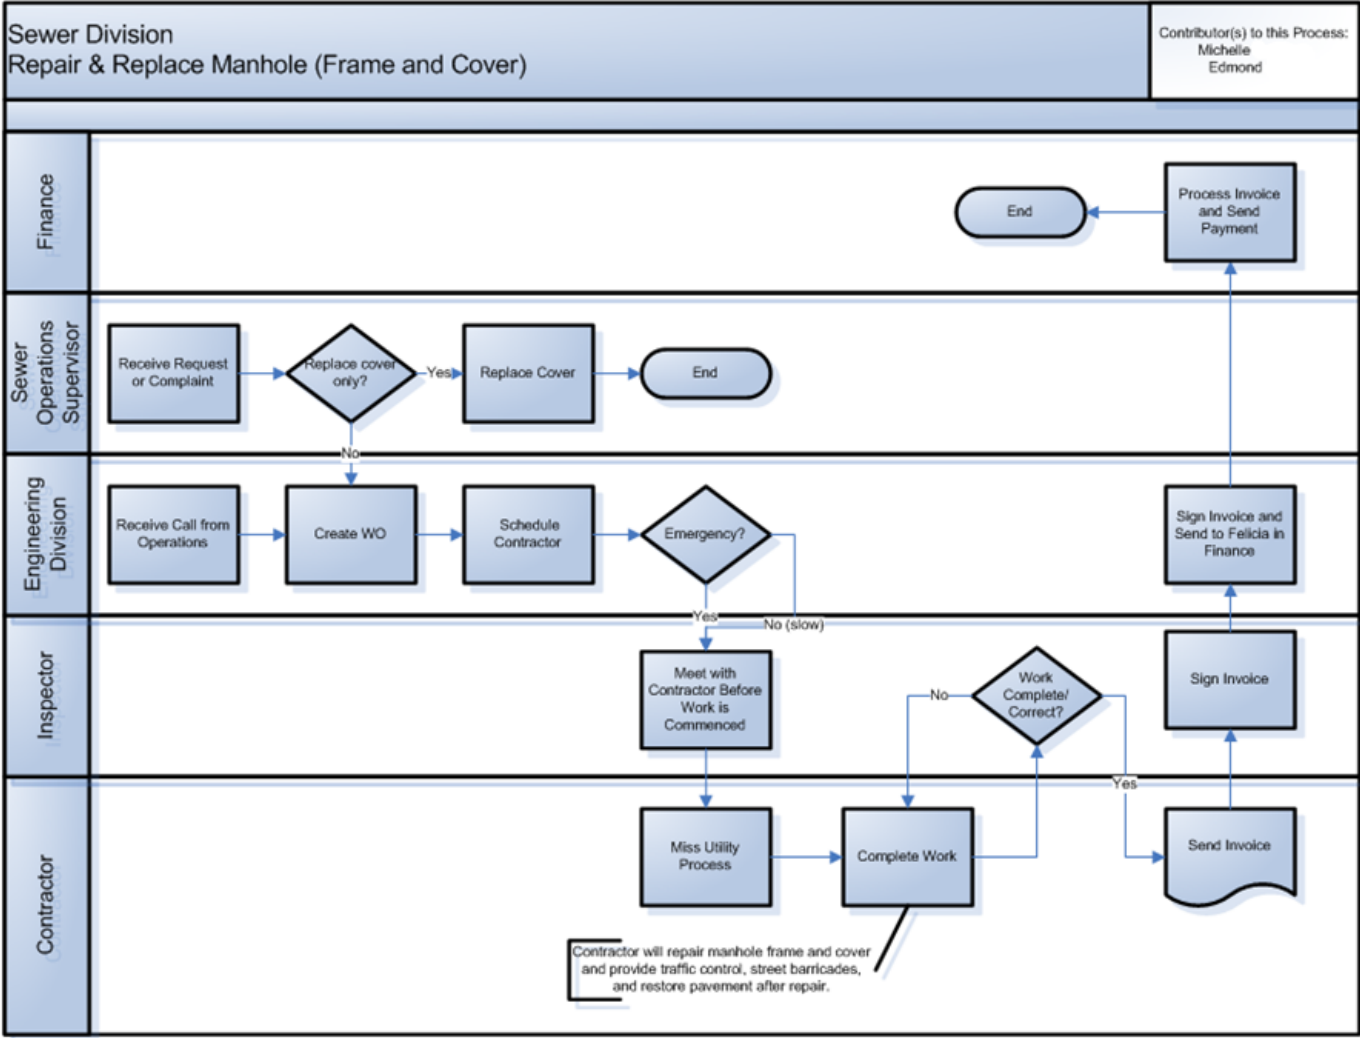 Sewer Division
Repair & Replace Manhole (Frame and Cover)
Contributor(s) to this Process:
Michelle
Edmond
Finance
End
Process Invoice
and Send
Payment
Sewer
Operations
Supervisor
Receive Request
or Complaint
Replace cover
only?
Yes
Replace Cover
End
No
Engineering
Division
Receive Call from
Operations
Create WO
Schedule
Contractor
Emergency?
Sign Invoice and
Send to Felicia in
Finance
Yes
No (slow)
Inspector
Meet with
Contractor Before
Work is
Commenced
No
Work
Complete/
Correct?
Sign Invoice
Yes
Contractor
Miss Utility
Process
Complete Work
Send Invoice
Contractor will repair manhole frame and cover
and provide traffic control, street barricades,
and restore pavement after repair.